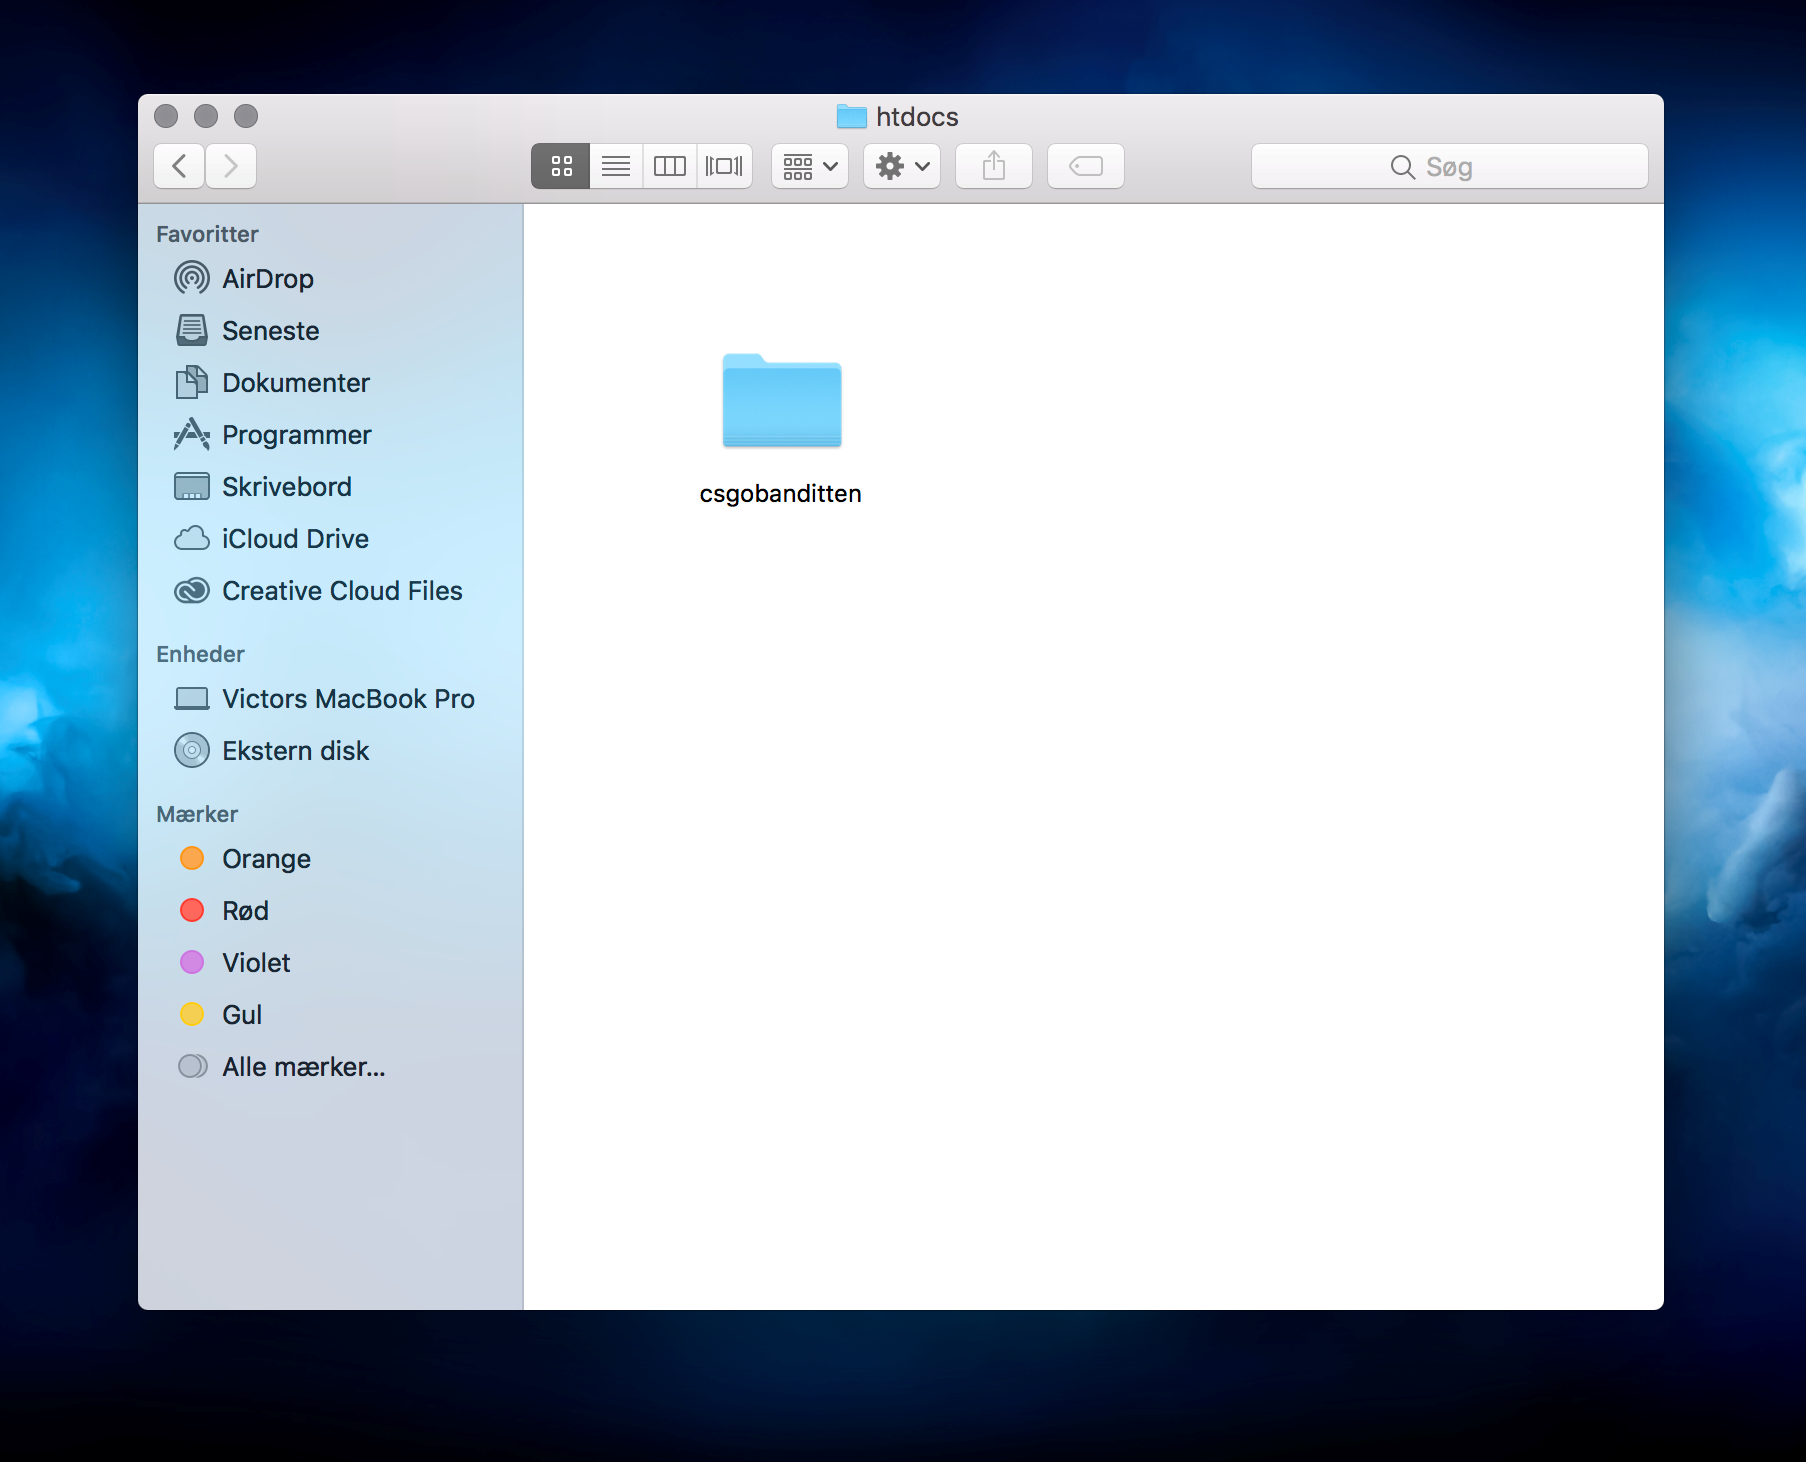 htdocs
Søg
Favoritter
AirDrop
Seneste
Dokumenter
Programmer
Skrivebord
iCloud Drive
Creative Cloud Files
Enheder
Victors MacBook Pro
Ekstern disk
Mærker
Orange
Rød
Violet
Gul
Alle mærker...
csgobanditten